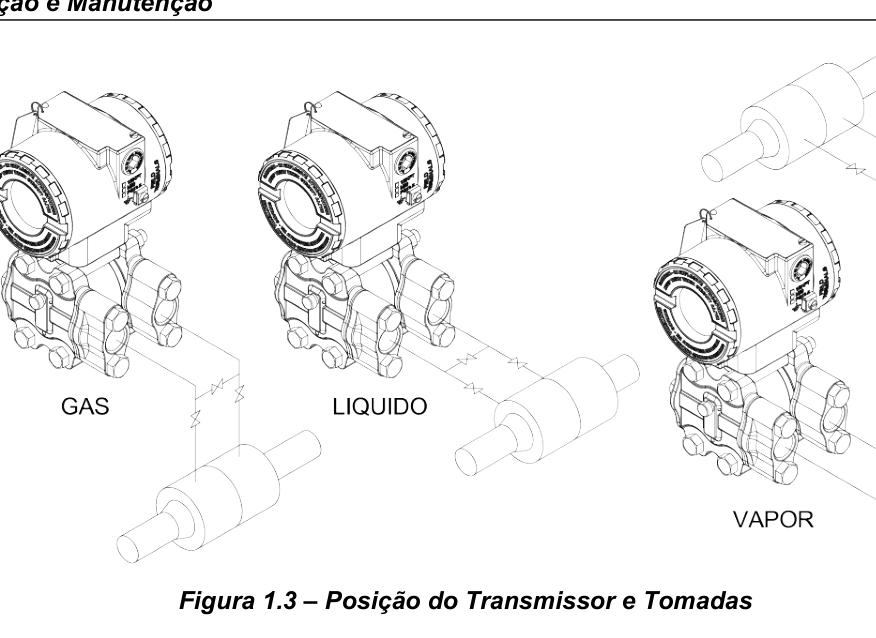 ção e Manutenção
GAS
LIQUIDO
VAPOR
Figura 1.3 – Posição do Transmissor e Tomadas